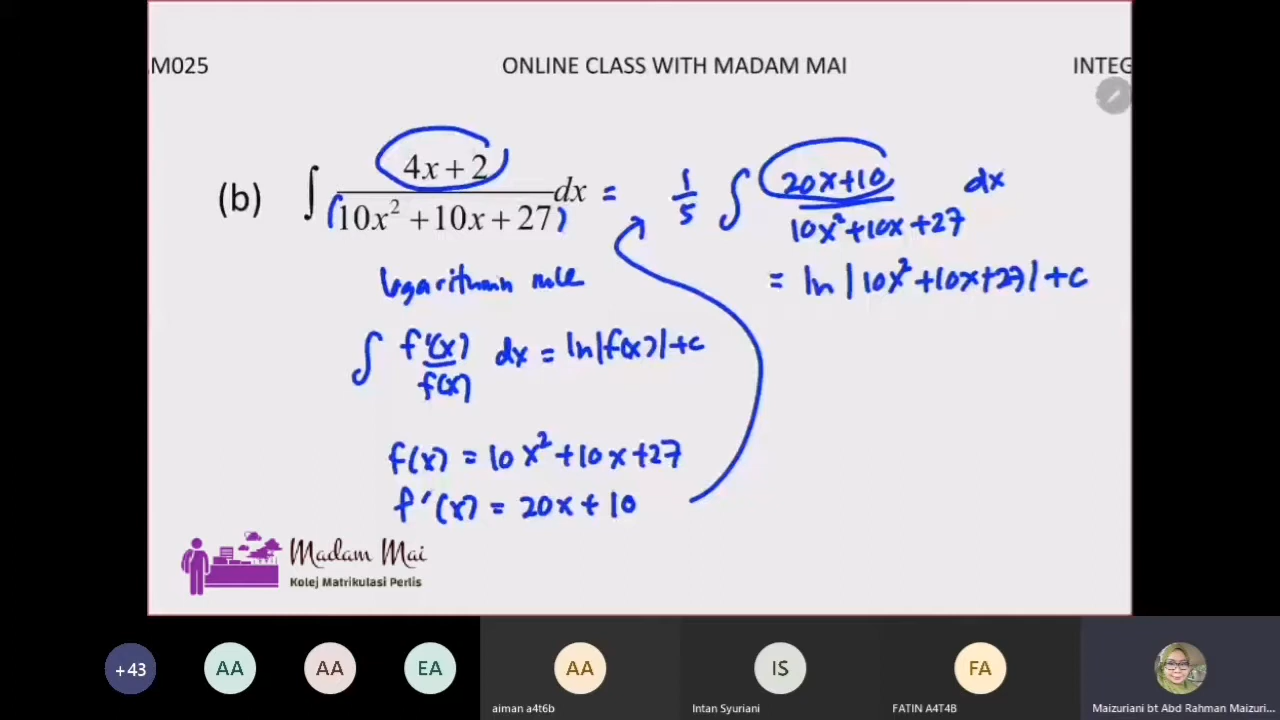 .M025
ONLINE CLASS WITH MADAM MAI
INTEG
(b) ∫ (4x + 2)/(10x² + 10x + 27) dx = 1/5 ∫ (20x+10)/(10x²+10x+27) dx
= ln|10x²+10x+27|+c
logarithmin rule
∫ f'(x)/f(x) dx = ln|f(x)|+c
f(x) = 10x²+10x+27
f'(x) = 20x + 10
Madam Mai
Kolej Matrikulasi Perlis
+43
AA
AA
EA
AA
IS
FA
aiman a4t6b
Intan Syuriani
FATIN A4T4B
Maizuriani bt Abd Rahman Maizuri...